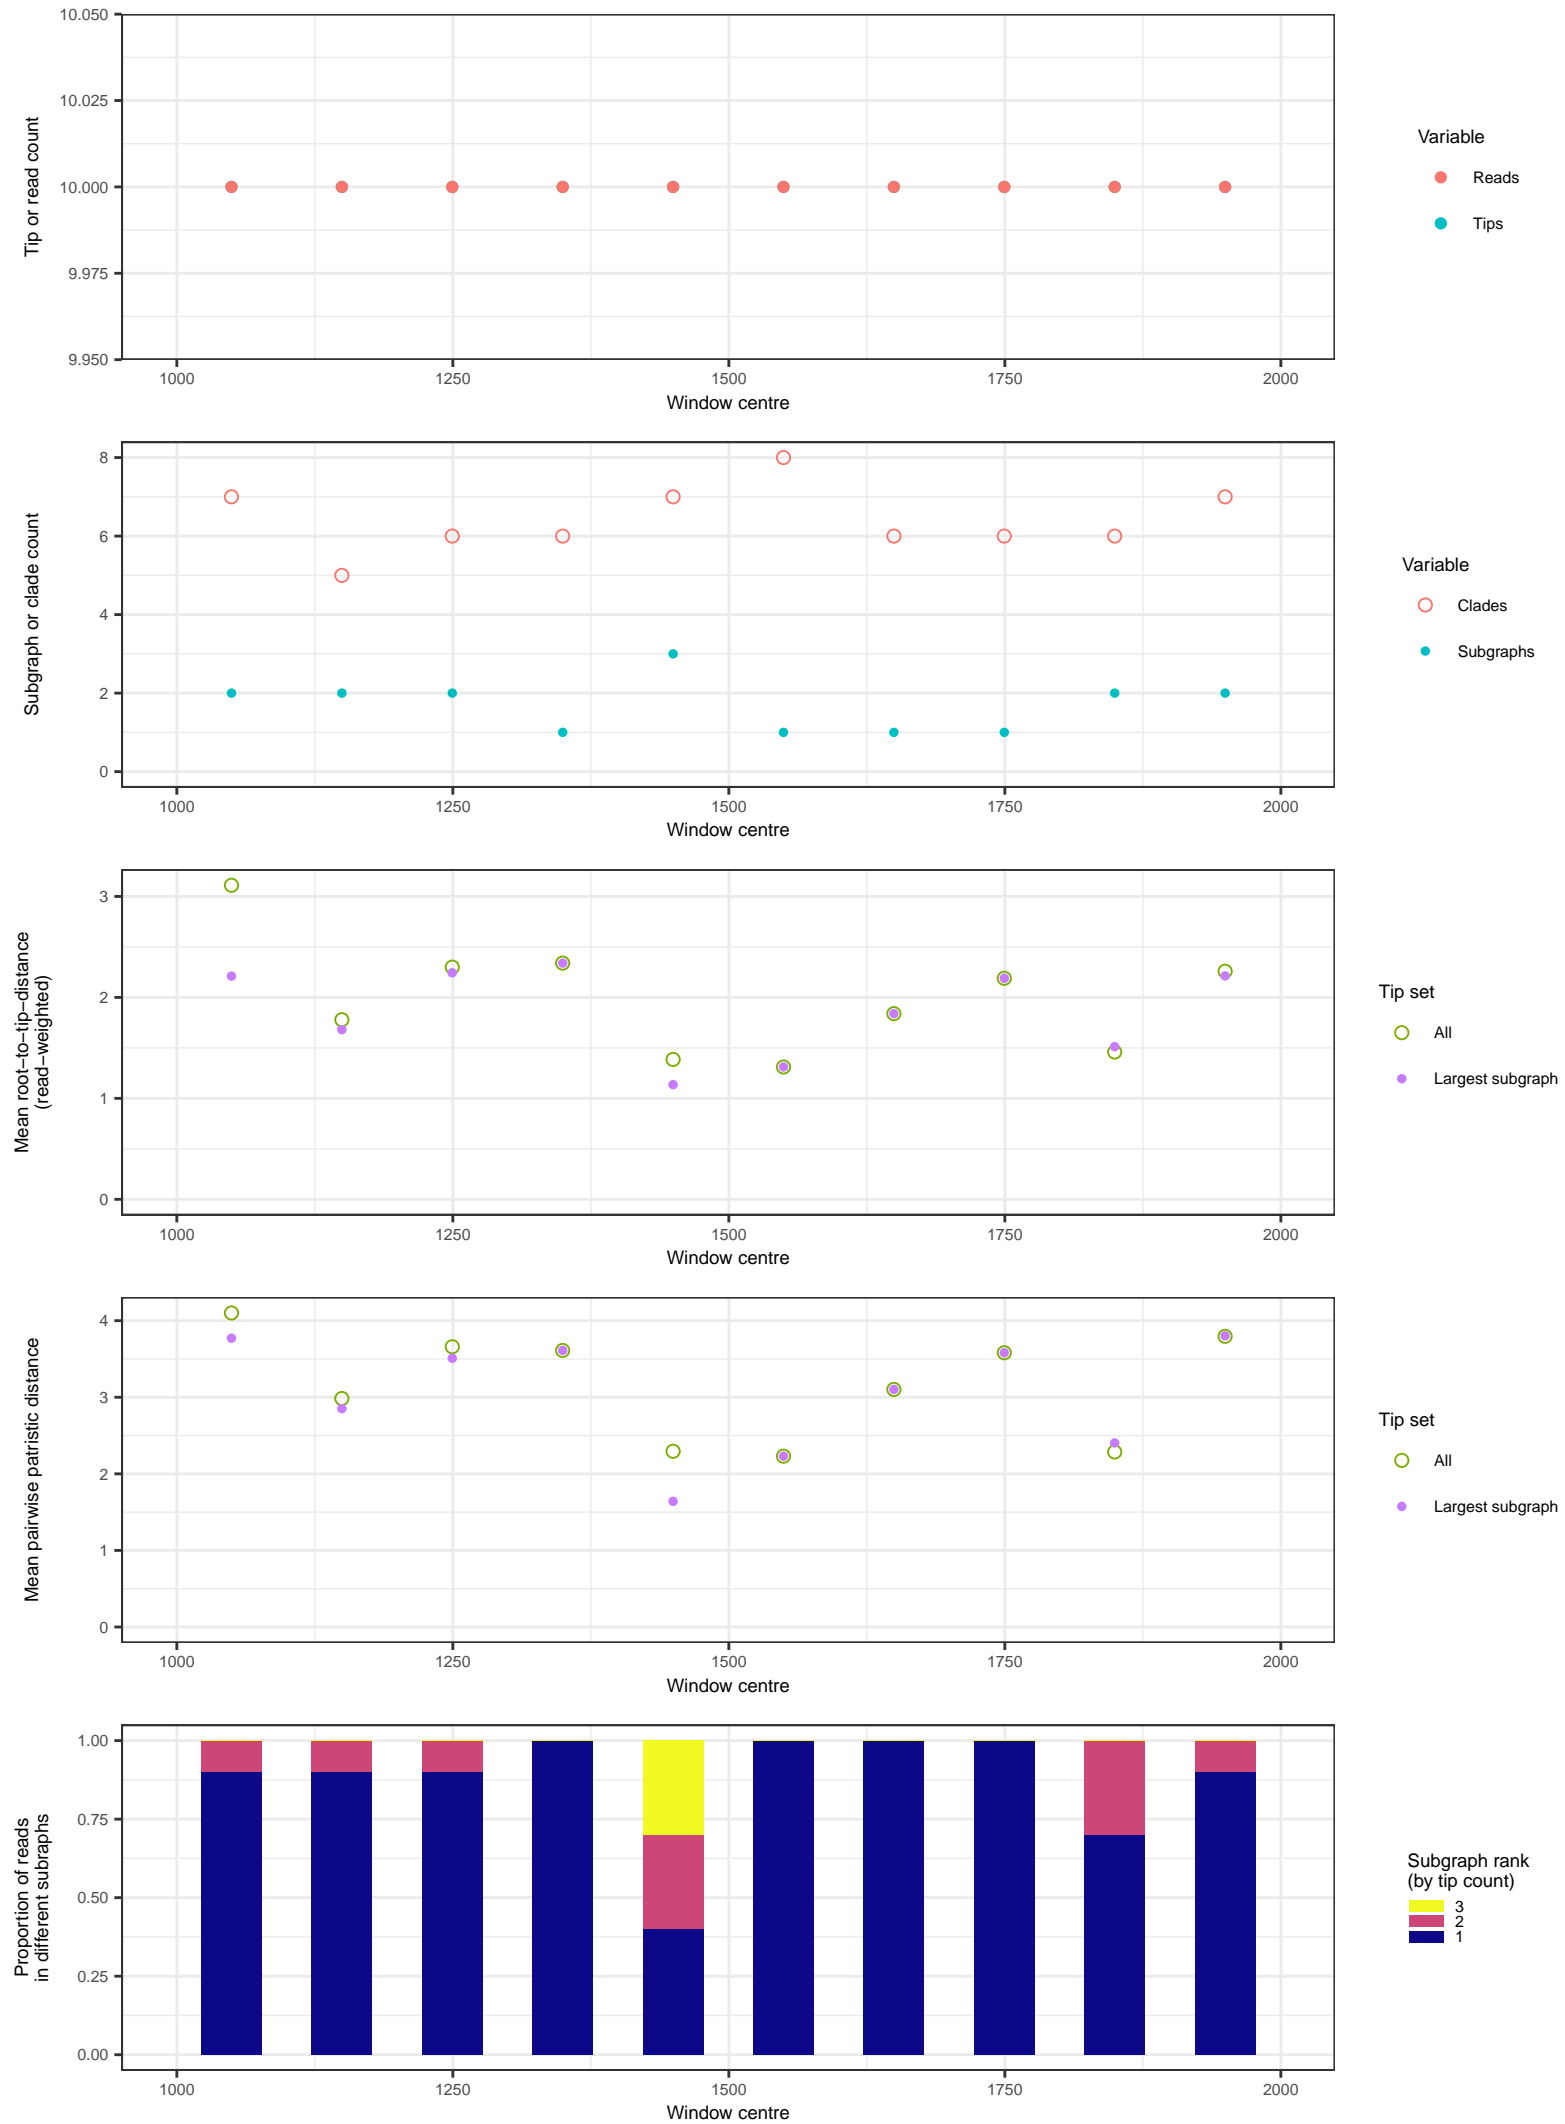 10.050
10.025
10.000
9.975
9.950
Tip or read count
1000 1250 1500 1750 2000
Window centre
Variable
Reads
Tips
8
6
4
2
0
Subgraph or clade count
1000 1250 1500 1750 2000
Window centre
Variable
Clades
Subgraphs
3
2
1
0
Mean root−to−tip−distance
(read−weighted)
1000 1250 1500 1750 2000
Window centre
Tip set
All
Largest subgraph
4
3
2
1
0
Mean pairwise patristic distance
1000 1250 1500 1750 2000
Window centre
Tip set
All
Largest subgraph
1.00
0.75
0.50
0.25
0.00
Proportion of reads
in different subraphs
1000 1250 1500 1750 2000
Window centre
Subgraph rank
(by tip count)
3
2
1